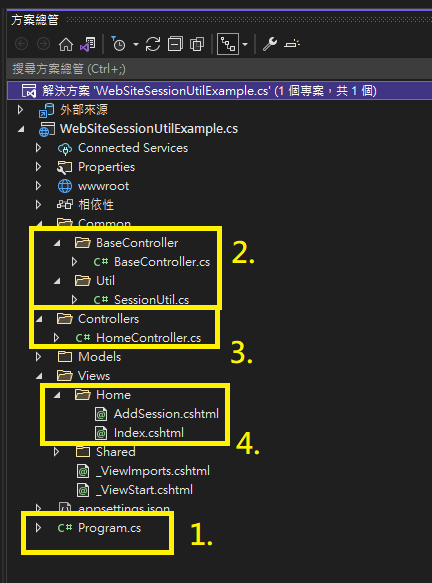 方案總管
搜尋方案總管 (Ctrl+;)
解決方案 'WebSiteSessionUtilExample.cs' (1 個專案，共 1 個)
外部來源
WebSiteSessionUtilExample.cs
Connected Services
Properties
wwwroot
相依性
Common
BaseController
C# BaseController.cs
2.
Util
C# SessionUtil.cs
Controllers
C# HomeController.cs
3.
Models
Views
Home
AddSession.cshtml
Index.cshtml
4.
Shared
_ViewImports.cshtml
_ViewStart.cshtml
appsettings.json
C# Program.cs
1.